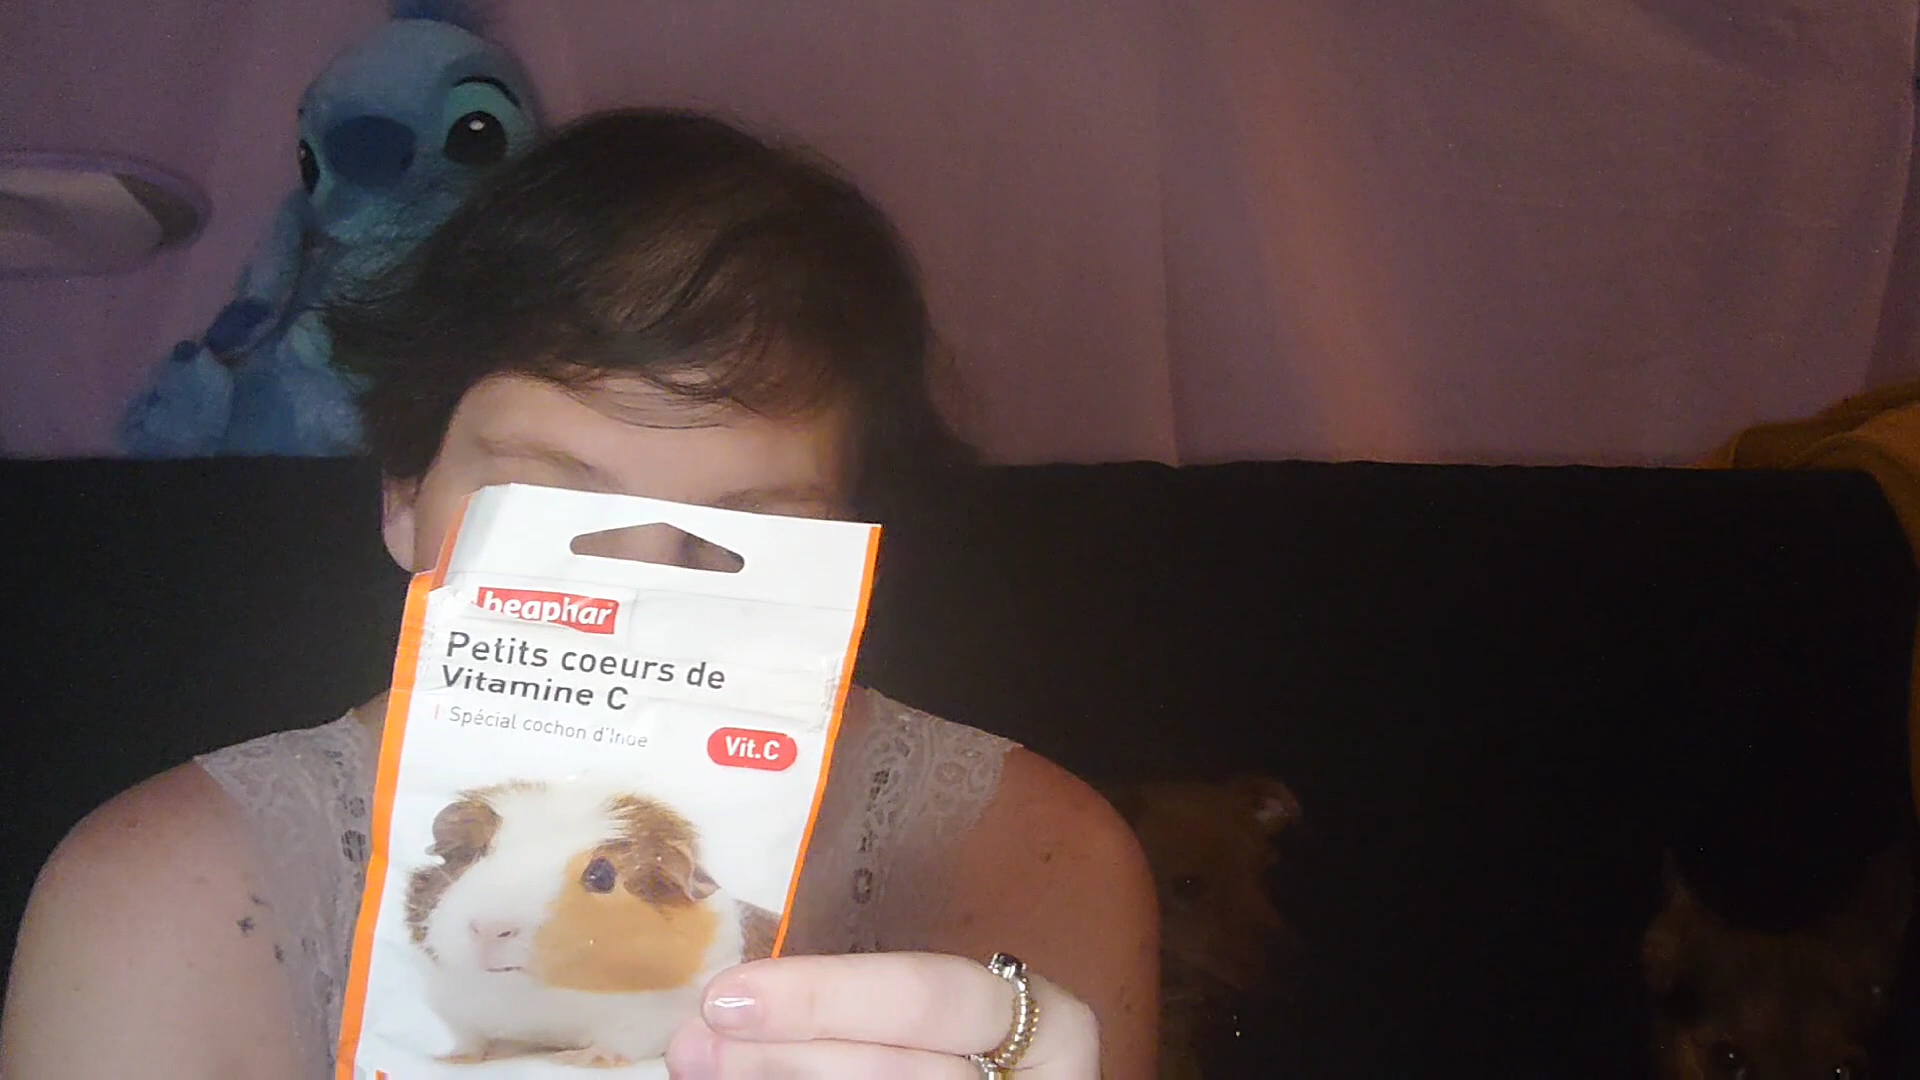 beaphar
Petits coeurs de
Vitamine C
Spécial cochon d'Inde
Vit.C